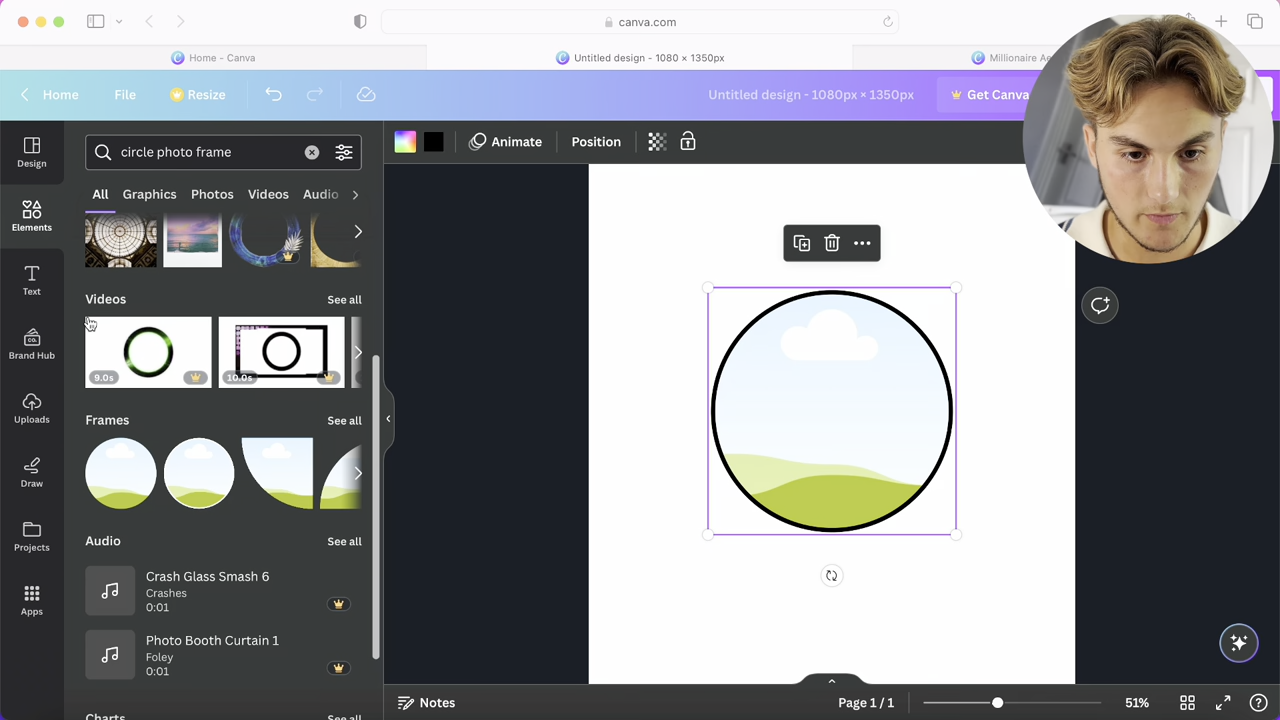 canva.com
Home - Canva
Untitled design - 1080 × 1350px
Millionaire Ae
Home
File
Resize
Untitled design - 1080px × 1350px
Get Canva
Design
Elements
Text
Brand Hub
Uploads
Draw
Projects
Apps
circle photo frame
All
Graphics
Photos
Videos
Audio
Videos
See all
9.0s
10.0s
Frames
See all
Audio
See all
Crash Glass Smash 6
Crashes
0:01
Photo Booth Curtain 1
Foley
0:01
Charts
See all
Animate
Position
Notes
Page 1 / 1
51%